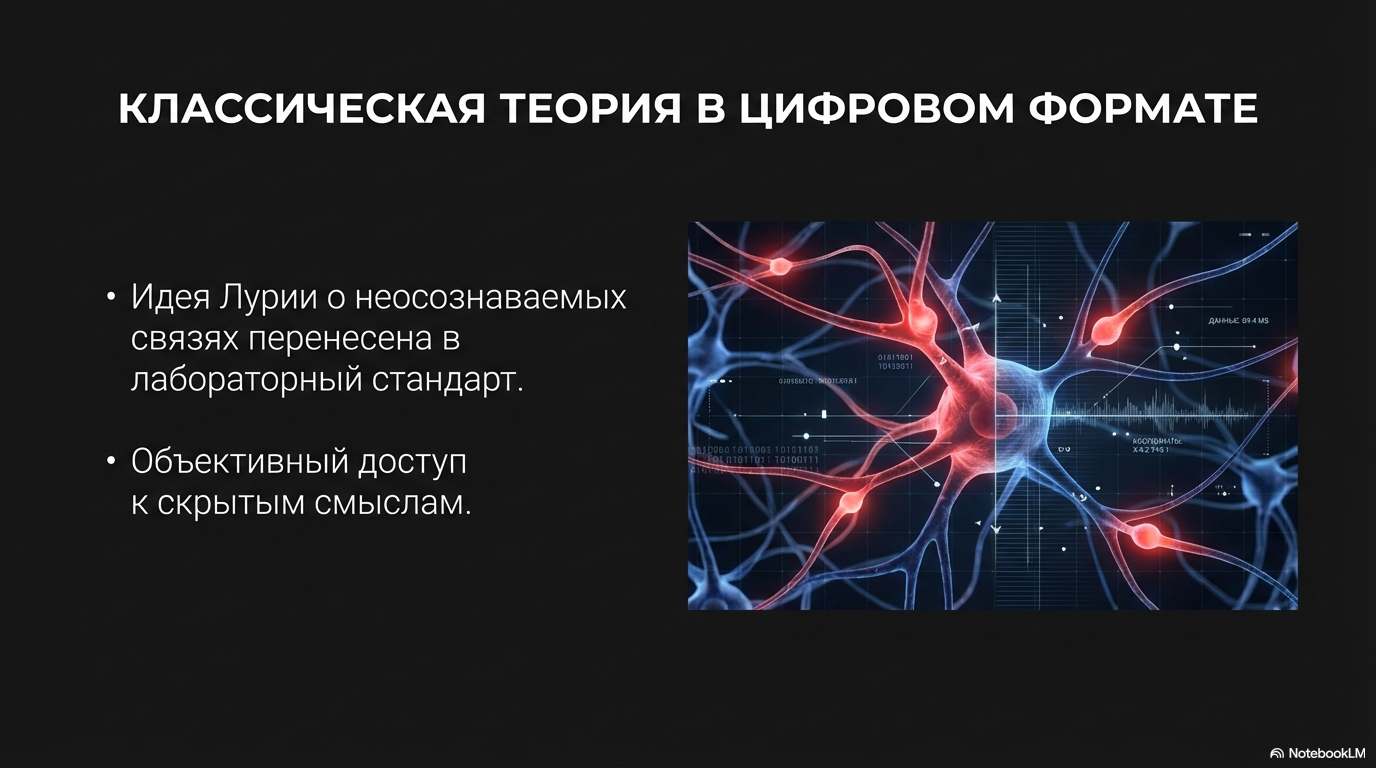 КЛАССИЧЕСКАЯ ТЕОРИЯ В ЦИФРОВОМ ФОРМАТЕ
• Идея Лурии о неосознаваемых
связях перенесена в
лабораторный стандарт.
• Объективный доступ
к скрытым смыслам.
NotebookLM